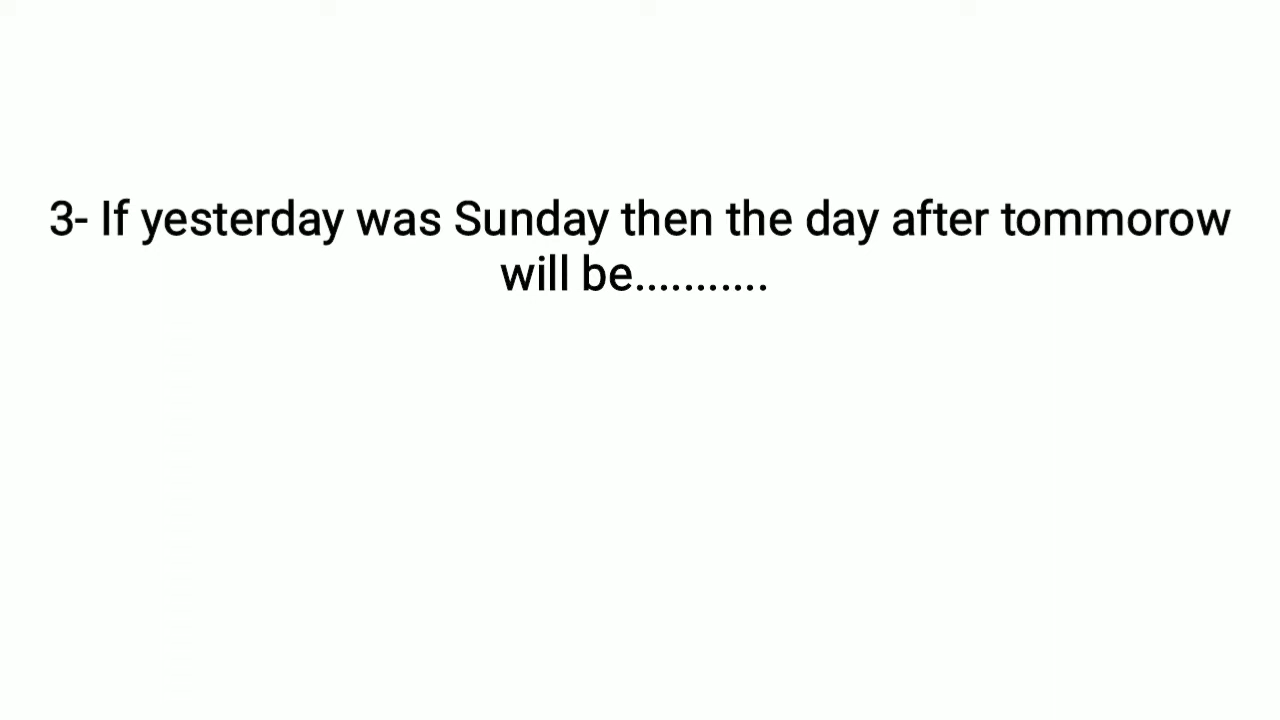 3- If yesterday was Sunday then the day after tommorow
will be...........